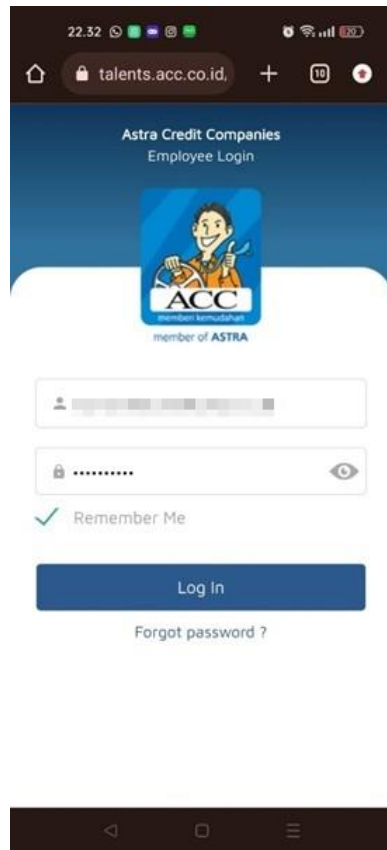 22.32
20
talents.acc.co.id,
10
Astra Credit Companies
Employee Login
ACC
memberi kemudahan
member of ASTRA
Remember Me
Log In
Forgot password ?